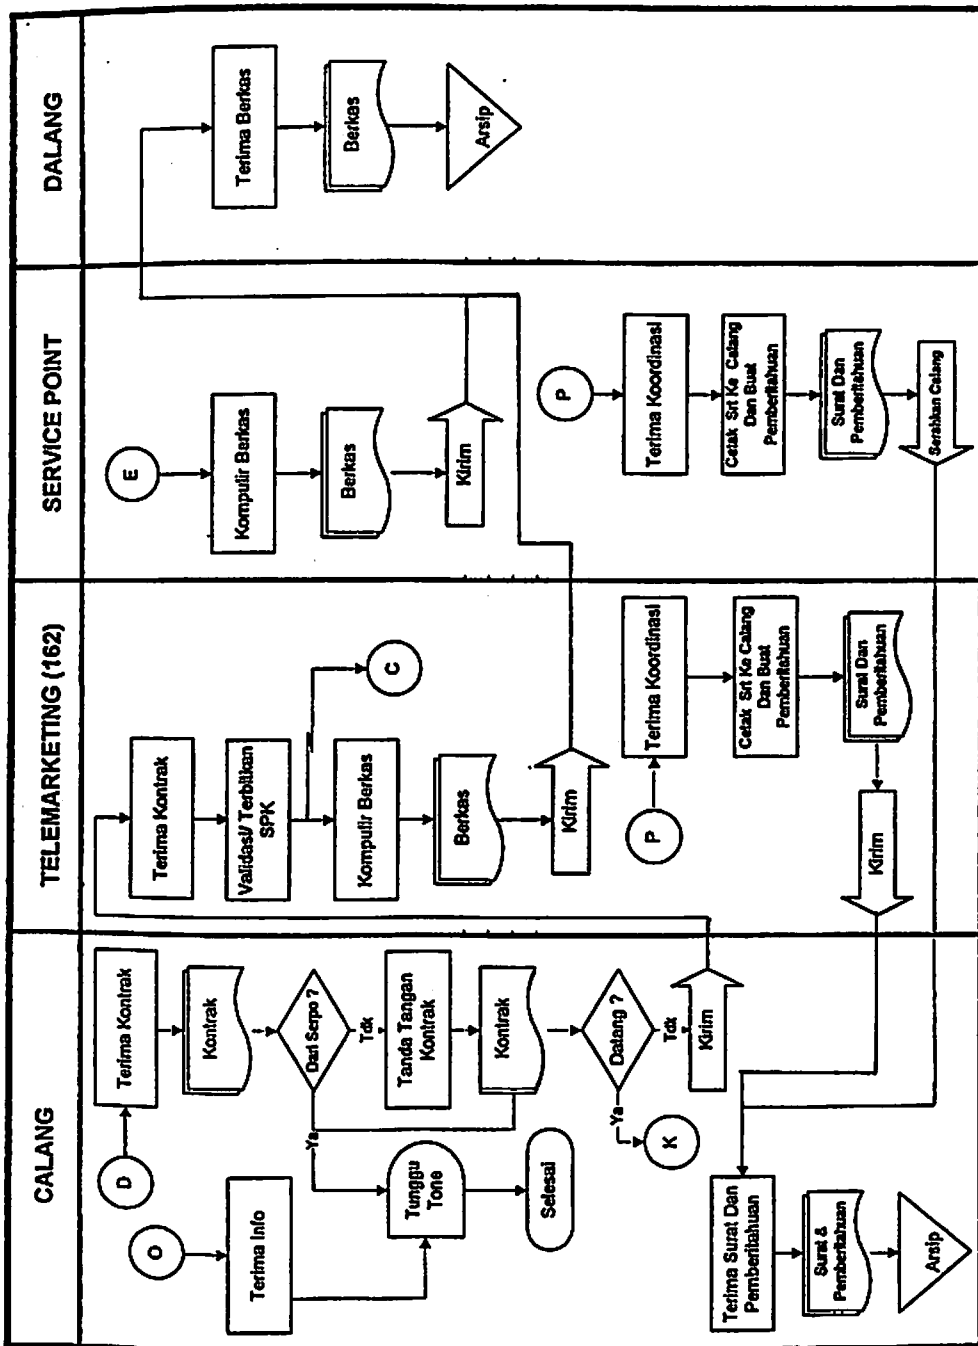 CALANG
TELEMARKETING (162)
SERVICE POINT
DALANG
D
Terima Kontrak
Kontrak
Dari Serpo ?
Ya
Tdk
Tanda Tangan
Kontrak
Kontrak
Datang ?
Ya
Tdk
K
Kirim
O
Terima Info
Tunggu
Tone
Selesai
Terima Surat Dan
Pemberitahuan
Surat &
Pemberitahuan
Arsip
Terima Kontrak
Validasi/ Terbitkan
SPK
C
Kompulir Berkas
Berkas
Kirim
P
Terima Koordinasi
Cetak Srt Ke Calang
Dan Buat
Pemberitahuan
Surat Dan
Pemberitahuan
Kirim
E
Kompulir Berkas
Berkas
Kirim
P
Terima Koordinasi
Cetak Srt Ke Calang
Dan Buat
Pemberitahuan
Surat Dan
Pemberitahuan
Serahkan Calang
Terima Berkas
Berkas
Arsip